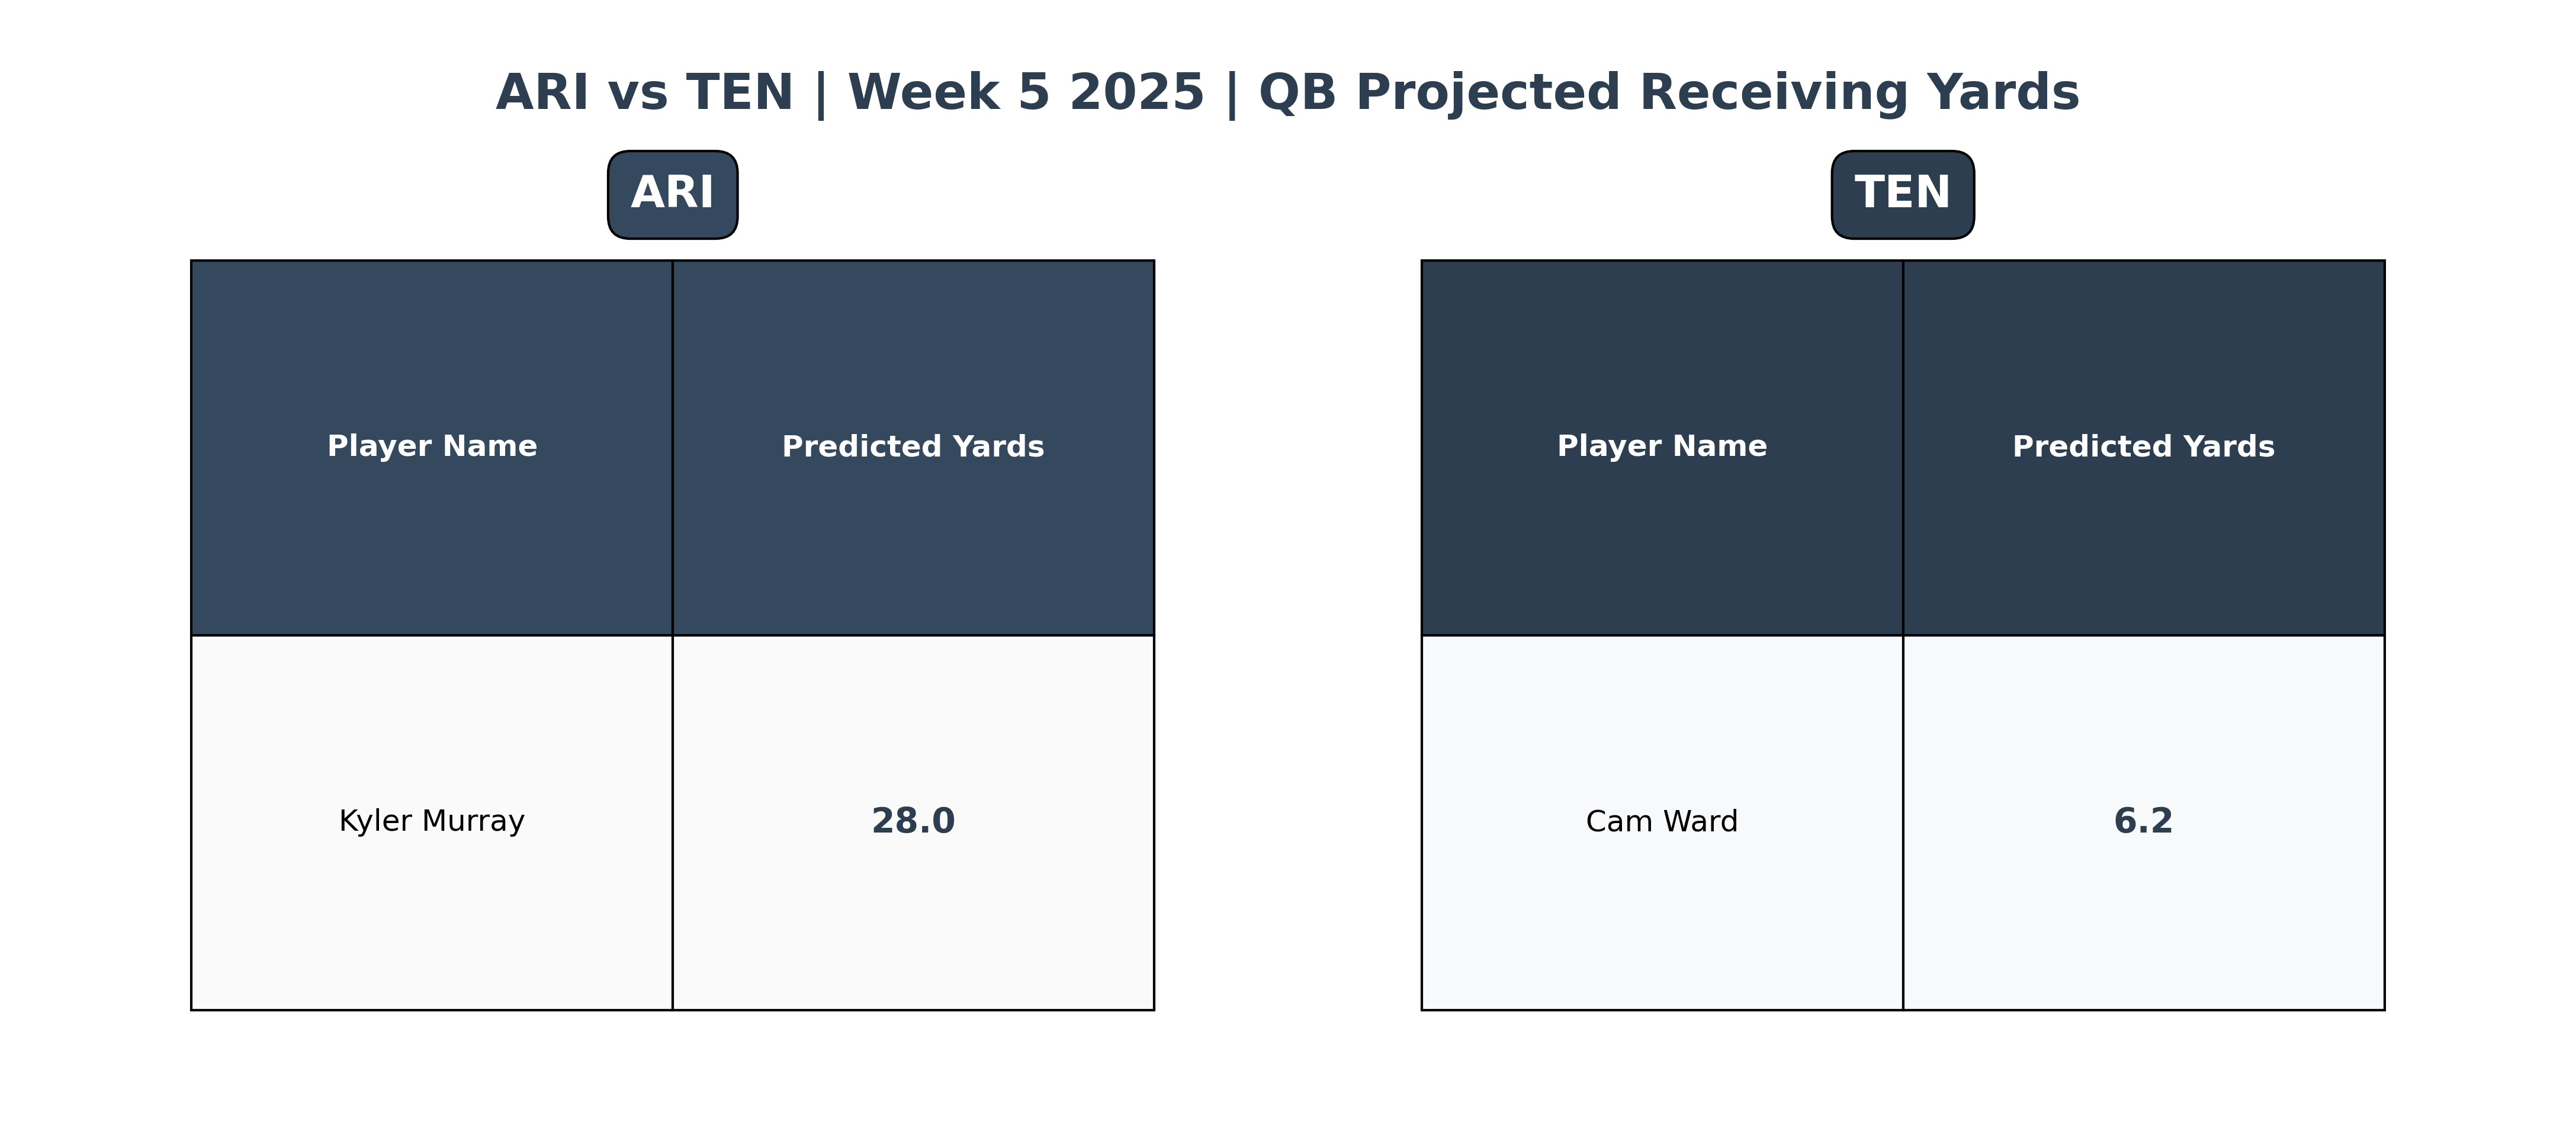 ARI vs TEN | Week 5 2025 | QB Projected Receiving Yards
ARI
Player Name Predicted Yards
Kyler Murray 28.0
TEN
Player Name Predicted Yards
Cam Ward 6.2